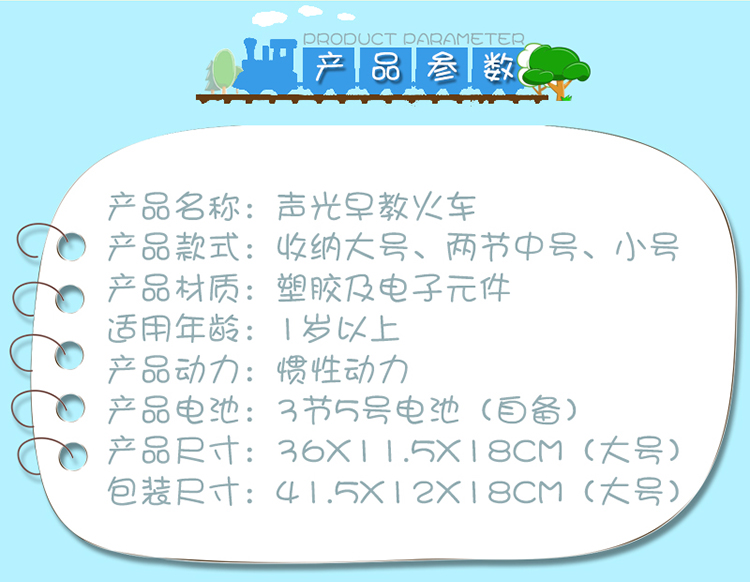 PRODUCT PARAMETER
产品参数
产品名称：声光早教火车
产品款式：收纳大号、两节中号、小号
产品材质：塑胶及电子元件
适用年龄：1岁以上
产品动力：惯性动力
产品电池：3节5号电池（自备）
产品尺寸：36X11.5X18CM（大号）
包装尺寸：41.5X12X18CM（大号）